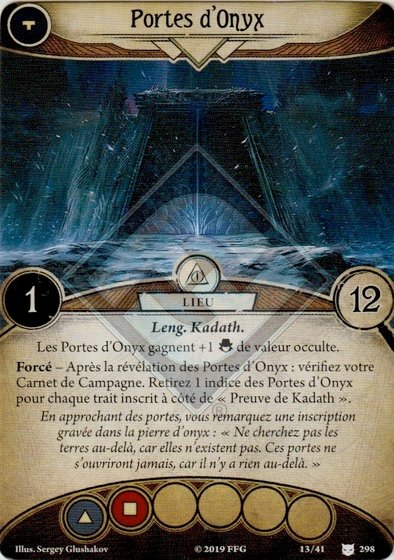 Portes d'Onyx
1
12
LIEU
Leng. Kadath.
Les Portes d'Onyx gagnent +1 de valeur occulte.
Forcé – Après la révélation des Portes d'Onyx : vérifiez votre
Carnet de Campagne. Retirez 1 indice des Portes d'Onyx
pour chaque trait inscrit à côté de « Preuve de Kadath ».
En approchant des portes, vous remarquez une inscription
gravée dans la pierre d'onyx : « Ne cherchez pas les
terres au-delà, car elles n'existent pas. Ces portes ne
s'ouvriront jamais, car il n'y a rien au-delà. »
Illus. Sergey Glushakov
© 2019 FFG
13/41
298